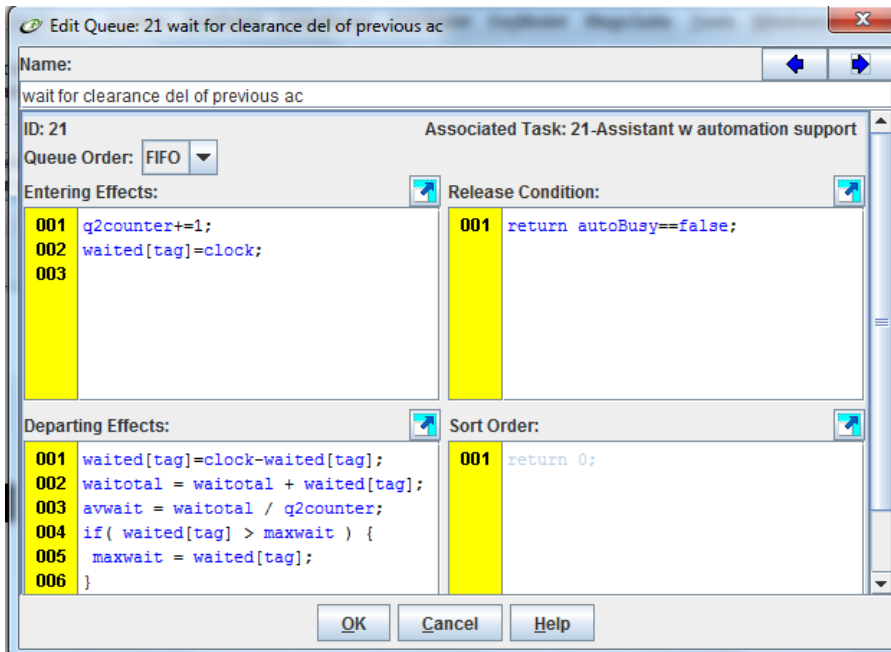 Edit Queue: 21 wait for clearance del of previous ac
Name:
wait for clearance del of previous ac
ID: 21
Associated Task: 21-Assistant w automation support
Queue Order: FIFO
Entering Effects:
001 q2counter+=1;
002 waited[tag]=clock;
003
Release Condition:
001 return autoBusy==false;
Departing Effects:
001 waited[tag]=clock-waited[tag];
002 waitotal = waitotal + waited[tag];
003 avwait = waitotal / q2counter;
004 if( waited[tag] > maxwait ) {
005 maxwait = waited[tag];
006 }
Sort Order:
001 return 0;
OK Cancel Help